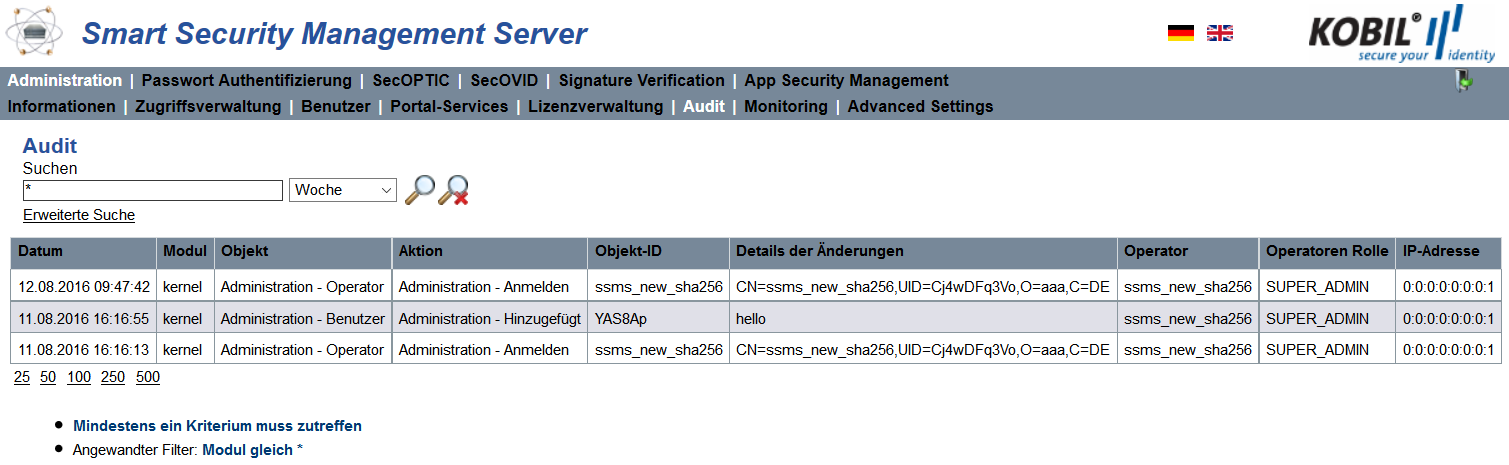 Smart Security Management Server
KOBIL®
secure your identity
Administration | Passwort Authentifizierung | SecOPTIC | SecOVID | Signature Verification | App Security Management
Informationen | Zugriffsverwaltung | Benutzer | Portal-Services | Lizenzverwaltung | Audit | Monitoring | Advanced Settings
Audit
Suchen
* Woche
Erweiterte Suche
Datum Modul Objekt Aktion Objekt-ID Details der Änderungen Operator Operatoren Rolle IP-Adresse
12.08.2016 09:47:42 kernel Administration - Operator Administration - Anmelden ssms_new_sha256 CN=ssms_new_sha256,UID=Cj4wDFq3Vo,O=aaa,C=DE ssms_new_sha256 SUPER_ADMIN 0:0:0:0:0:0:0:1
11.08.2016 16:16:55 kernel Administration - Benutzer Administration - Hinzugefügt YAS8Ap hello ssms_new_sha256 SUPER_ADMIN 0:0:0:0:0:0:0:1
11.08.2016 16:16:13 kernel Administration - Operator Administration - Anmelden ssms_new_sha256 CN=ssms_new_sha256,UID=Cj4wDFq3Vo,O=aaa,C=DE ssms_new_sha256 SUPER_ADMIN 0:0:0:0:0:0:0:1
25 50 100 250 500
• Mindestens ein Kriterium muss zutreffen
• Angewandter Filter: Modul gleich *